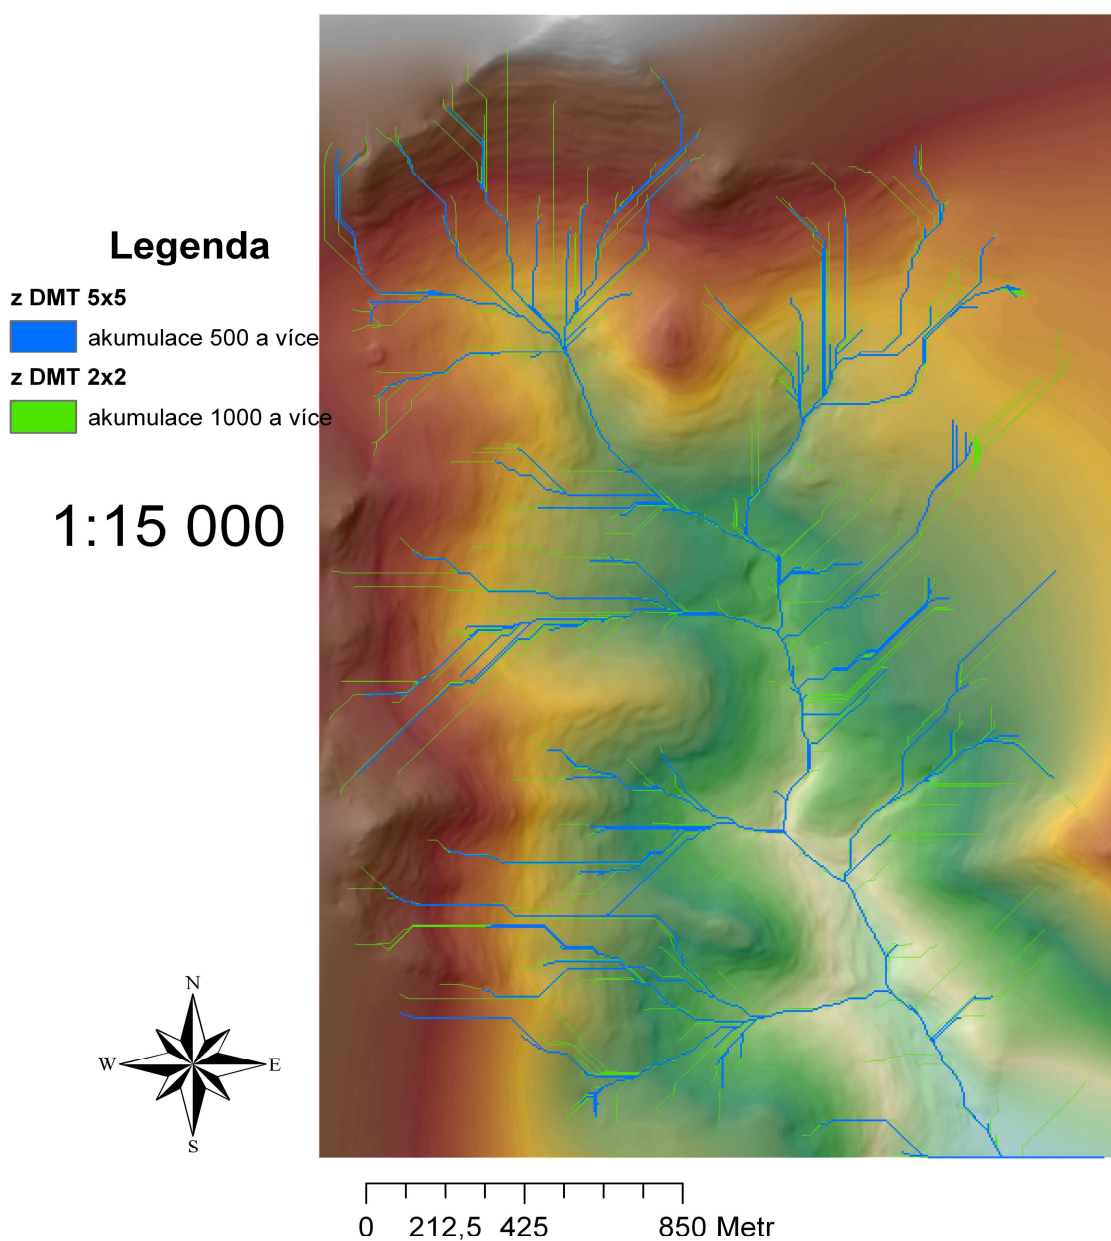 Legenda
z DMT 5x5
akumulace 500 a více
z DMT 2x2
akumulace 1000 a více
1:15 000
N
W E
S
0 212,5 425 850 Metr